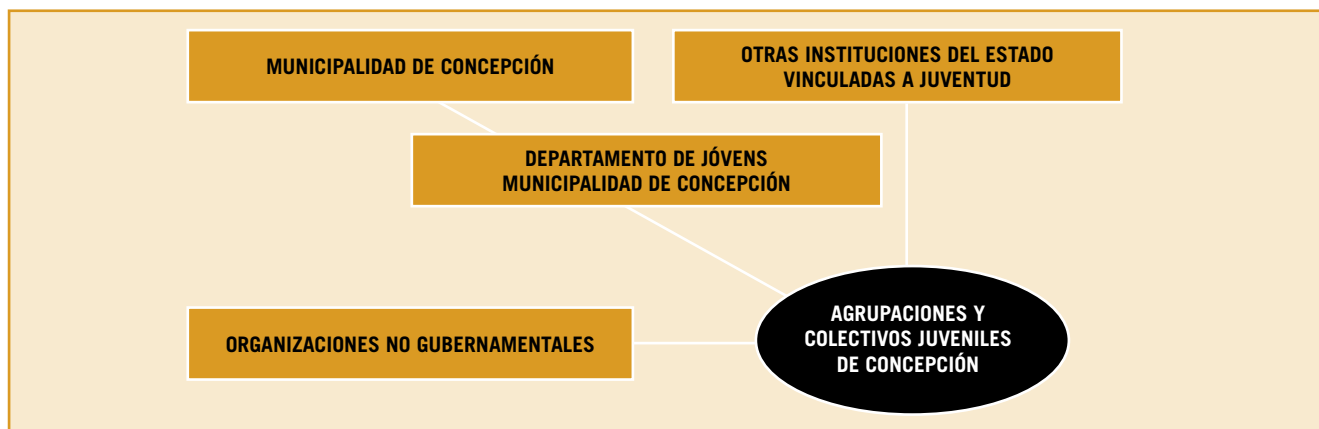 MUNICIPALIDAD DE CONCEPCIÓN
OTRAS INSTITUCIONES DEL ESTADO
VINCULADAS A JUVENTUD
DEPARTAMENTO DE JÓVENS
MUNICIPALIDAD DE CONCEPCIÓN
ORGANIZACIONES NO GUBERNAMENTALES
AGRUPACIONES Y
COLECTIVOS JUVENILES
DE CONCEPCIÓN